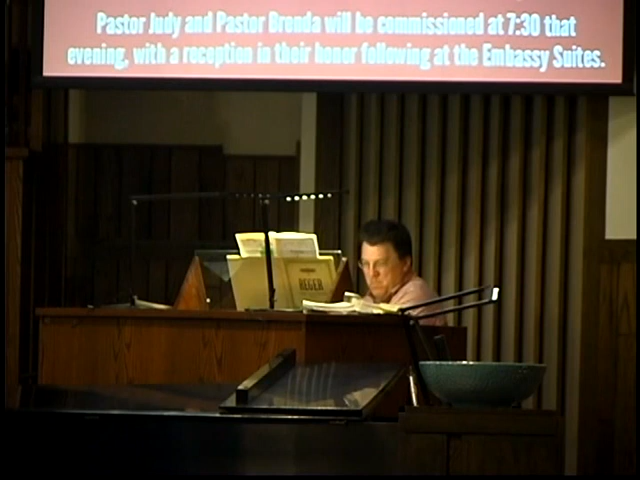 Pastor Judy and Pastor Bronda will be commissioned at 7:30 that
evening, with a reception in their honor following at the Embassy Suites.
REGER